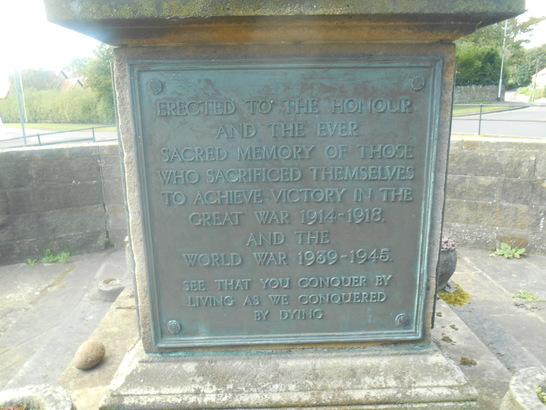 ERECTED TO THE HONOUR
AND THE EVER
SACRED MEMORY OF THOSE
WHO SACRIFICED THEMSELVES
TO ACHIEVE VICTORY IN THE
GREAT WAR 1914-1918.
AND THE
WORLD WAR 1939-1945.
SEE THAT YOU CONQUER BY
LIVING AS WE CONQUERED
BY DYING